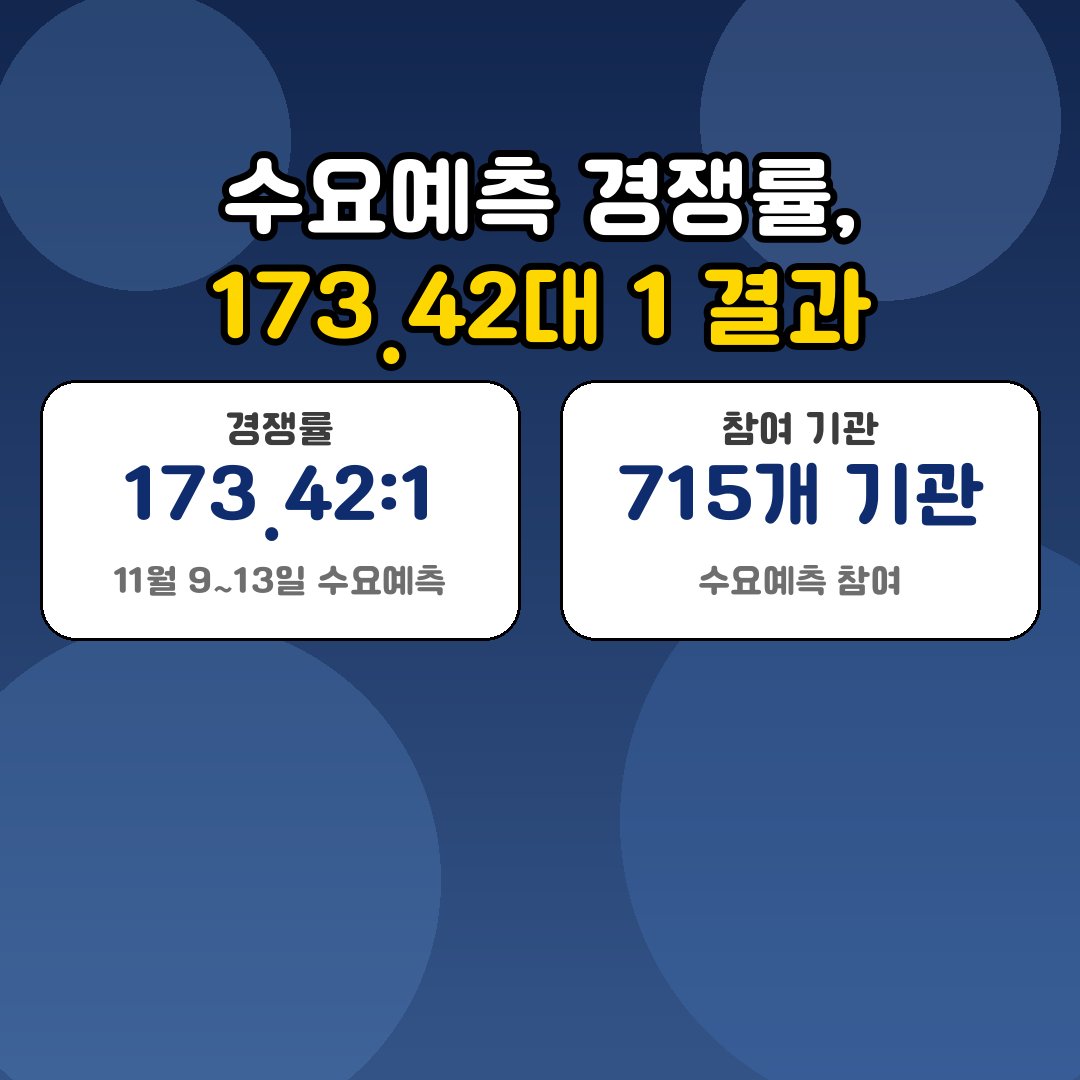 수요예측 경쟁률,
173.42대 1 결과
경쟁률
173.42:1
11월 9~13일 수요예측
참여 기관
715개 기관
수요예측 참여